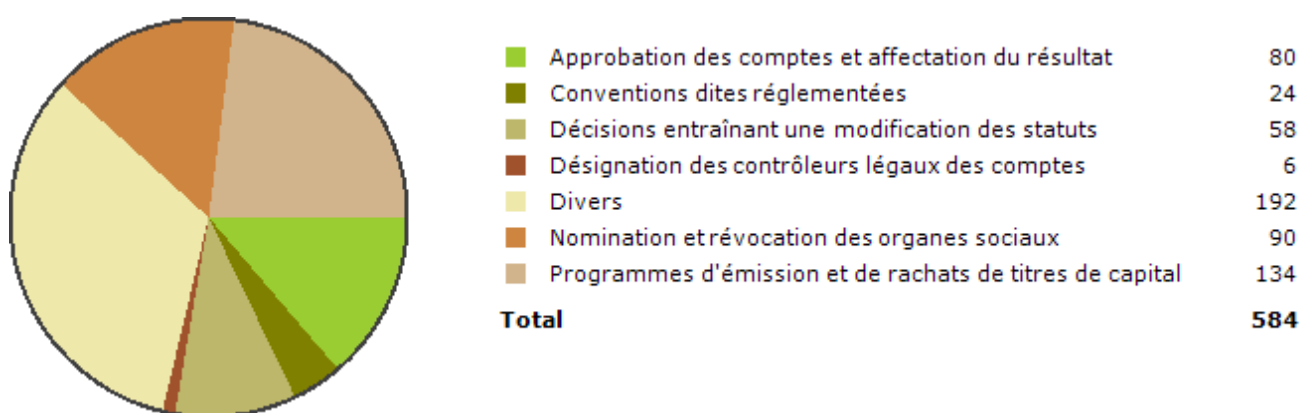 Approbation des comptes et affectation du résultat 80
Conventions dites réglementées 24
Décisions entraînant une modification des statuts 58
Désignation des contrôleurs légaux des comptes 6
Divers 192
Nomination et révocation des organes sociaux 90
Programmes d'émission et de rachats de titres de capital 134
Total 584